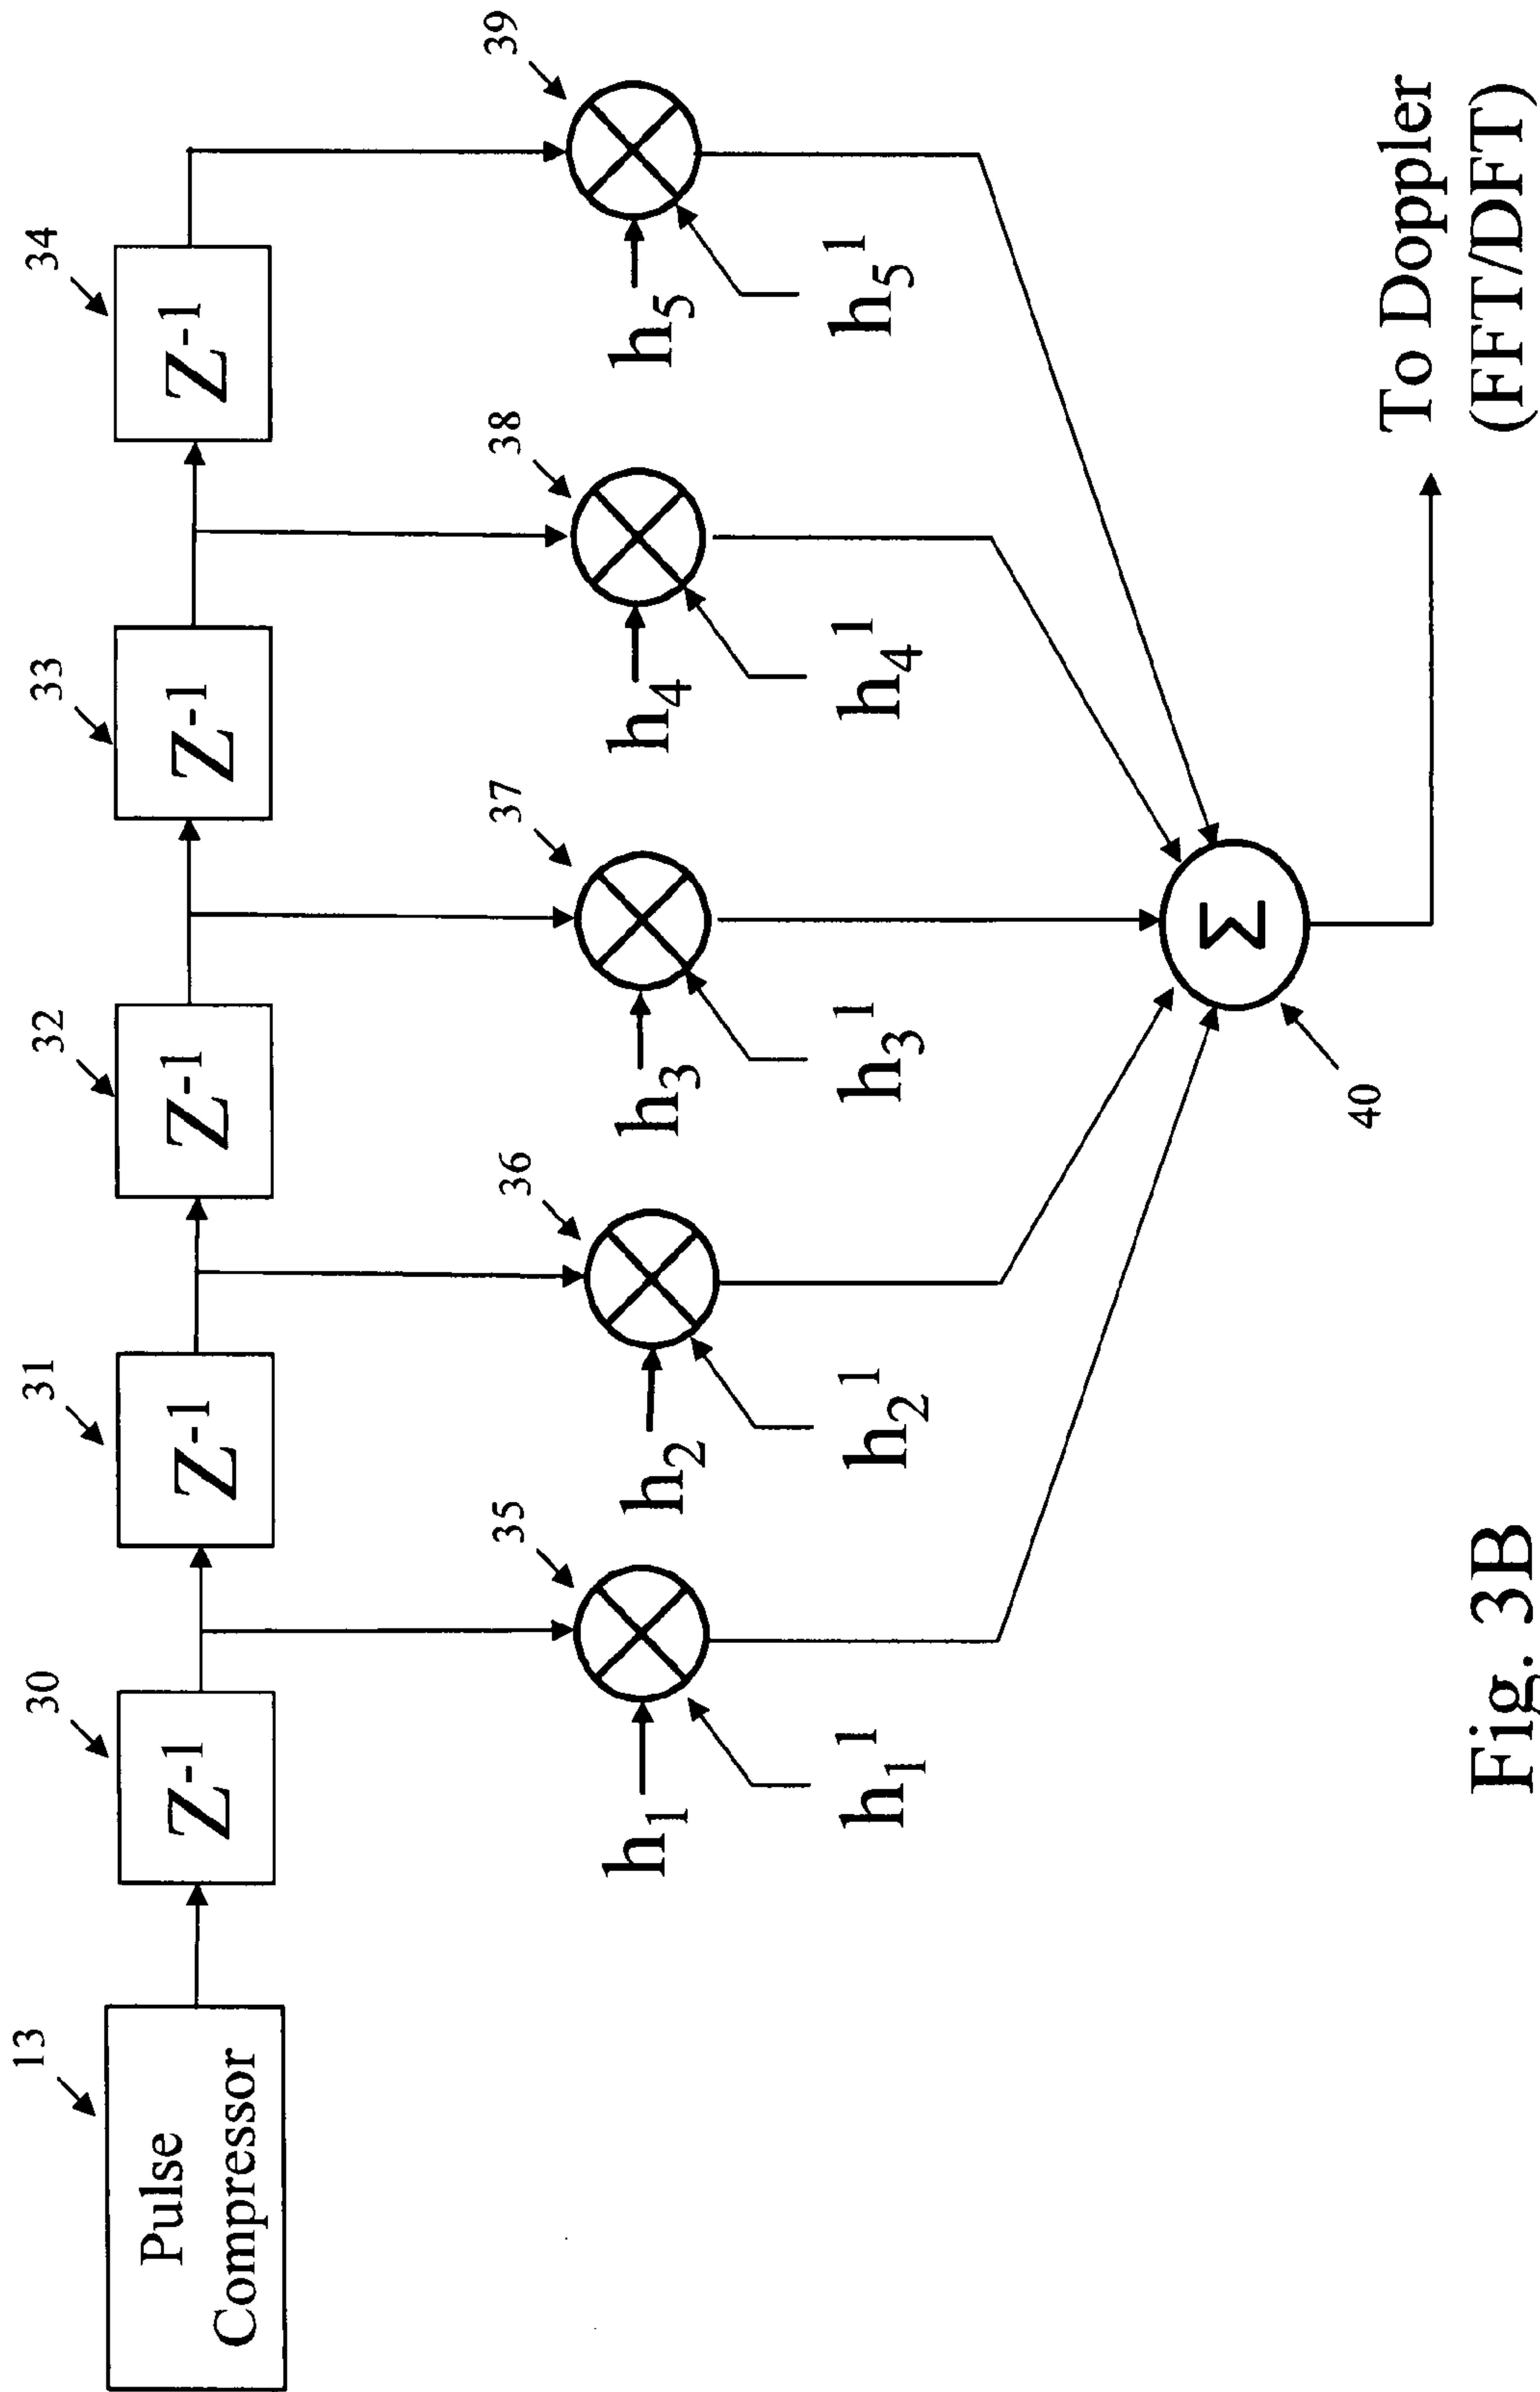 13
30
31
32
33
34
Pulse
Compressor
Z⁻¹
Z⁻¹
Z⁻¹
Z⁻¹
Z⁻¹
35
36
37
38
39
h₁
h₂
h₃
h₄
h₅
h₁¹
h₂¹
h₃¹
h₄¹
h₅¹
Σ
40
To Doppler
(FFT/DFT)
Fig. 3B